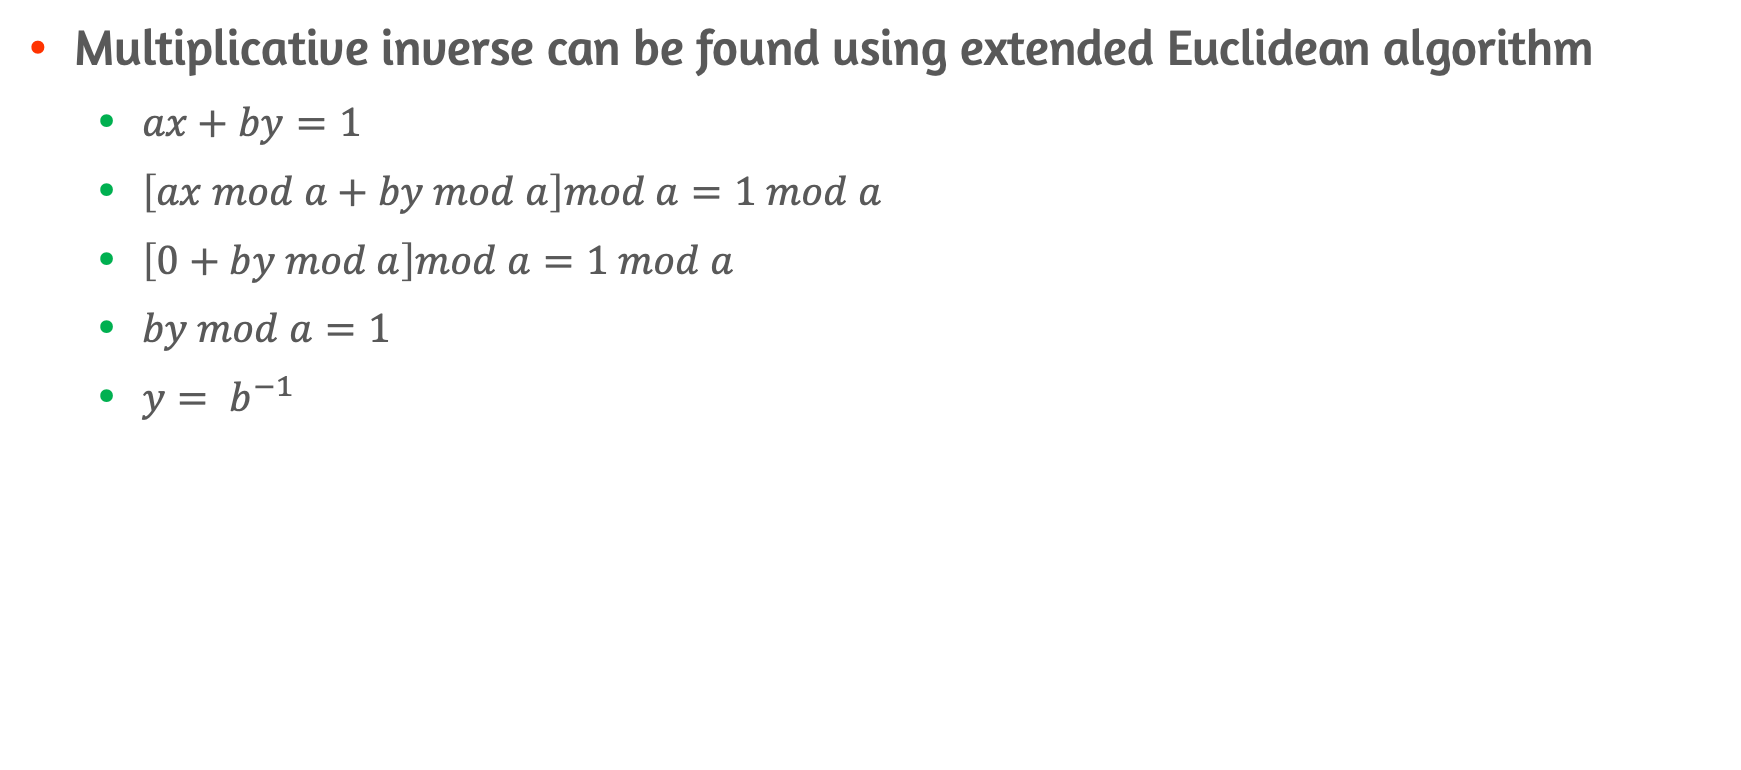 • Multiplicative inverse can be found using extended Euclidean algorithm
• ax + by = 1
• [ax mod a + by mod a]mod a = 1 mod a
• [0 + by mod a]mod a = 1 mod a
• by mod a = 1
• y = b⁻¹